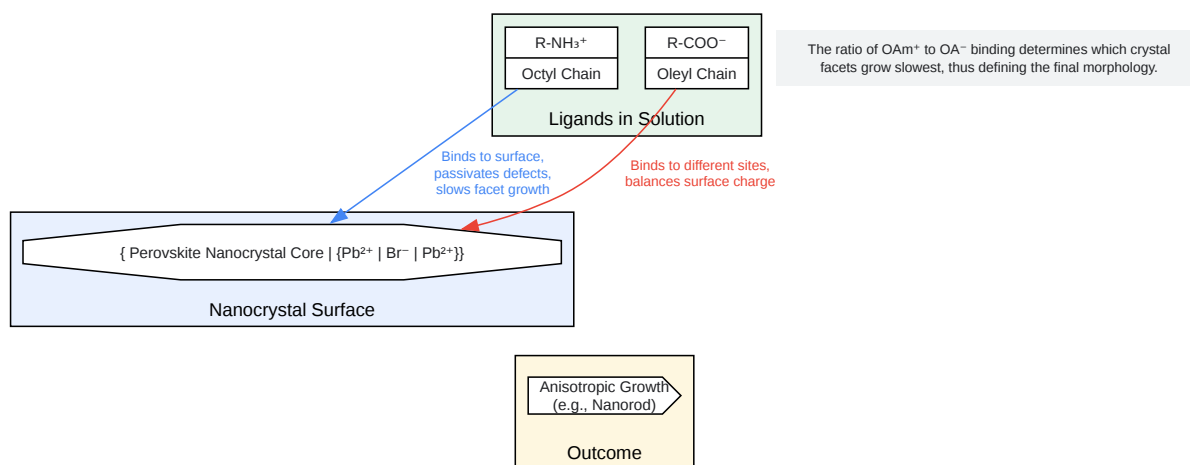 R-NH₃⁺
Octyl Chain
R-COO⁻
Oleyl Chain
Ligands in Solution
The ratio of OAm⁺ to OA⁻ binding determines which crystal
facets grow slowest, thus defining the final morphology.
Binds to surface,
passivates defects,
slows facet growth
Binds to different sites,
balances surface charge
{ Perovskite Nanocrystal Core | {Pb²⁺ | Br⁻ | Pb²⁺}}
Nanocrystal Surface
Anisotropic Growth
(e.g., Nanorod)
Outcome